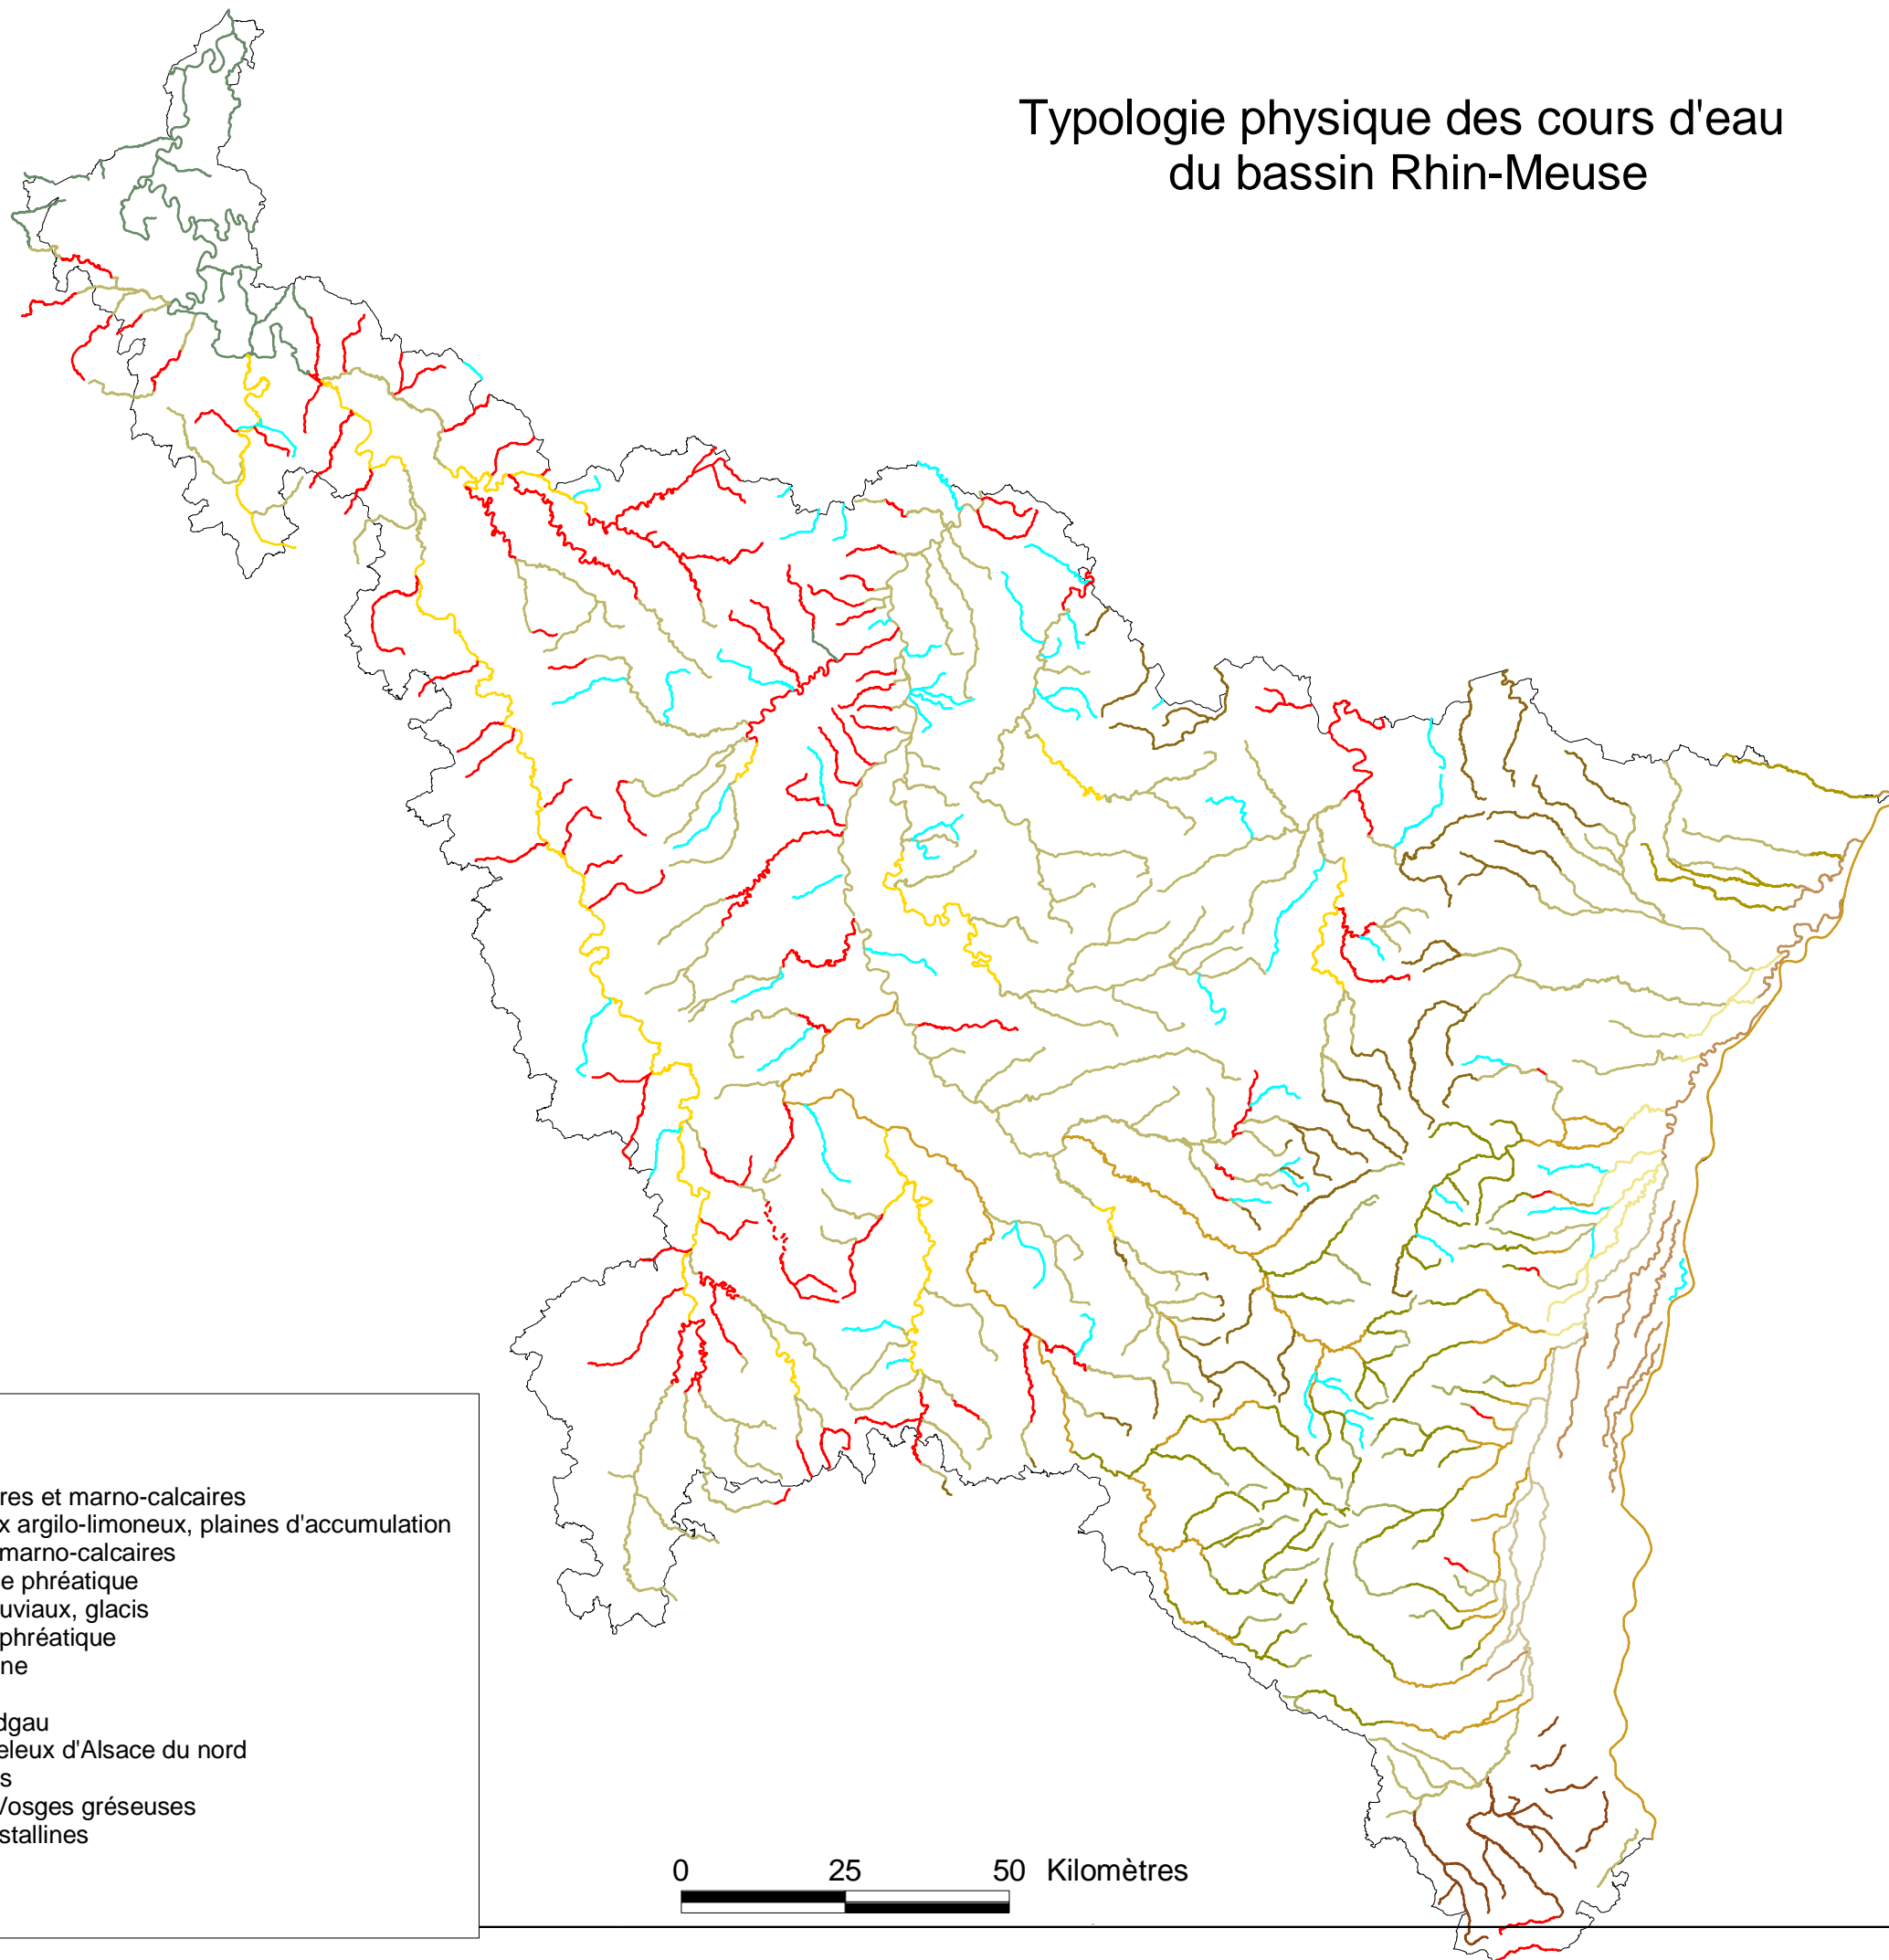 Typologie physique des cours d'eau
du bassin Rhin-Meuse
res et marno-calcaires
x argilo-limoneux, plaines d'accumulation
marno-calcaires
e phréatique
uviaux, glacis
phréatique
ne
dgau
eleux d'Alsace du nord
s
Vosges gréseuses
stallines
0 25 50 Kilomètres